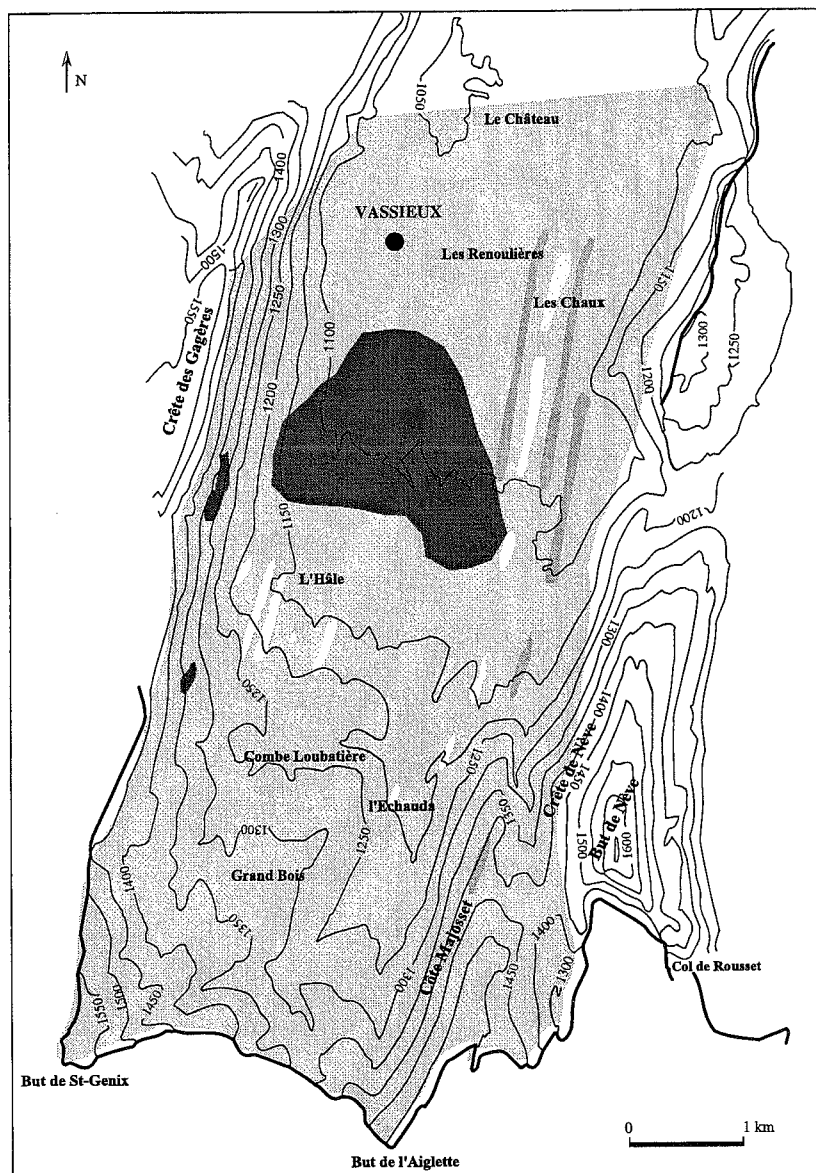 N
1050
Le Château
1400
VASSIEUX
1300
1500
Les Renoulières
1150
1250
1550
Les Chaux
1300
1250
1100
Crête des Gagères
1200
1200
1150
1200
L'Hâle
1300
1250
1400
Combe Loubatière
1250
Crête de Nève
1450
But de Nève
l'Echauda
1350
1300
1250
1500
1600
Grand Bois
1400
1350
Côte Majosset
1400
1300
1450
1300
Col de Rousset
1550
1500
1450
But de St-Genix
0 1 km
But de l'Aiglette